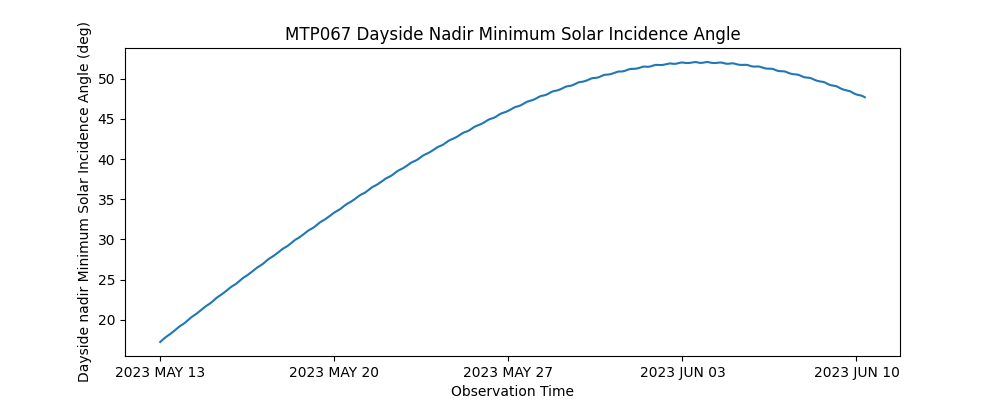 MTP067 Dayside Nadir Minimum Solar Incidence Angle
Dayside nadir Minimum Solar Incidence Angle (deg)
50
45
40
35
30
25
20
2023 MAY 13
2023 MAY 20
2023 MAY 27
2023 JUN 03
2023 JUN 10
Observation Time